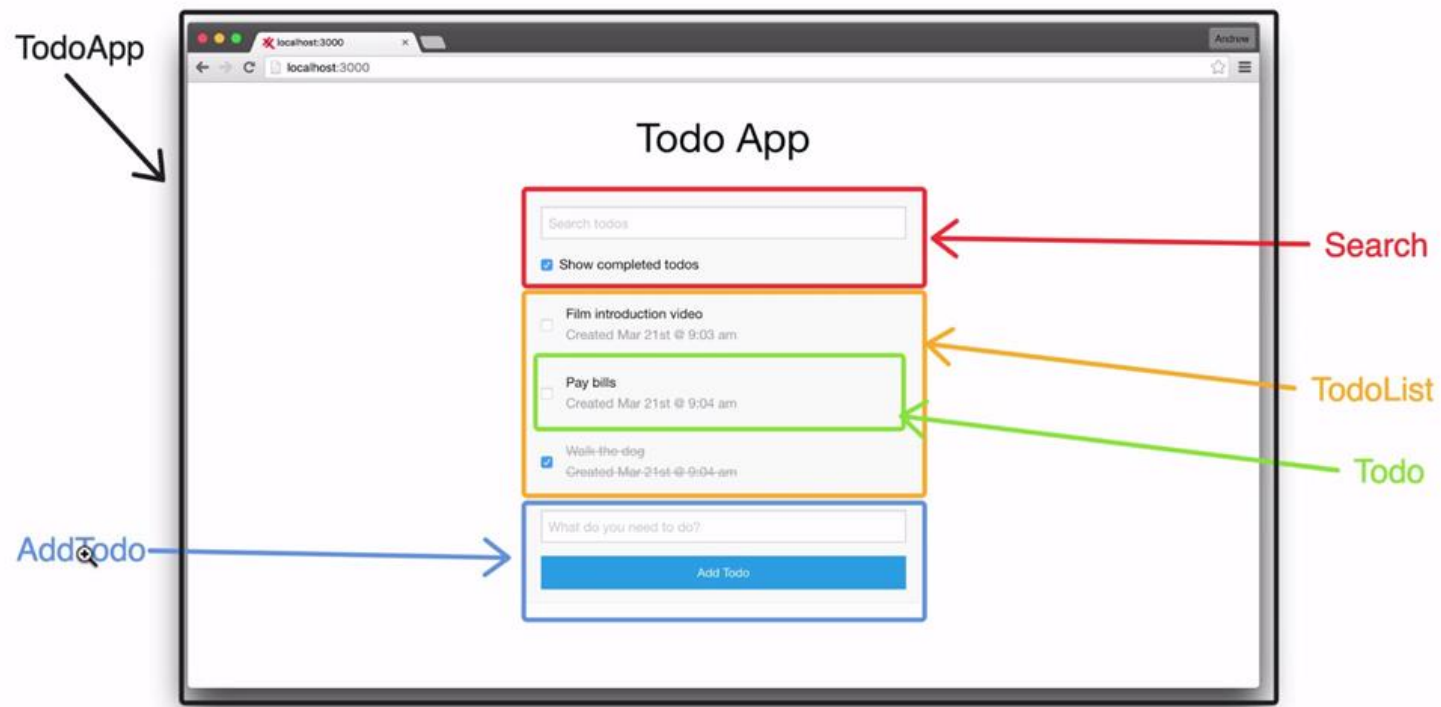 TodoApp
localhost:3000
Andrew
localhost:3000
Todo App
Search todos
Show completed todos
Search
Film introduction video
Created Mar 21st @ 9:03 am
Pay bills
Created Mar 21st @ 9:04 am
TodoList
Walk the dog
Created Mar 21st @ 9:04 am
Todo
What do you need to do?
AddTodo
Add Todo